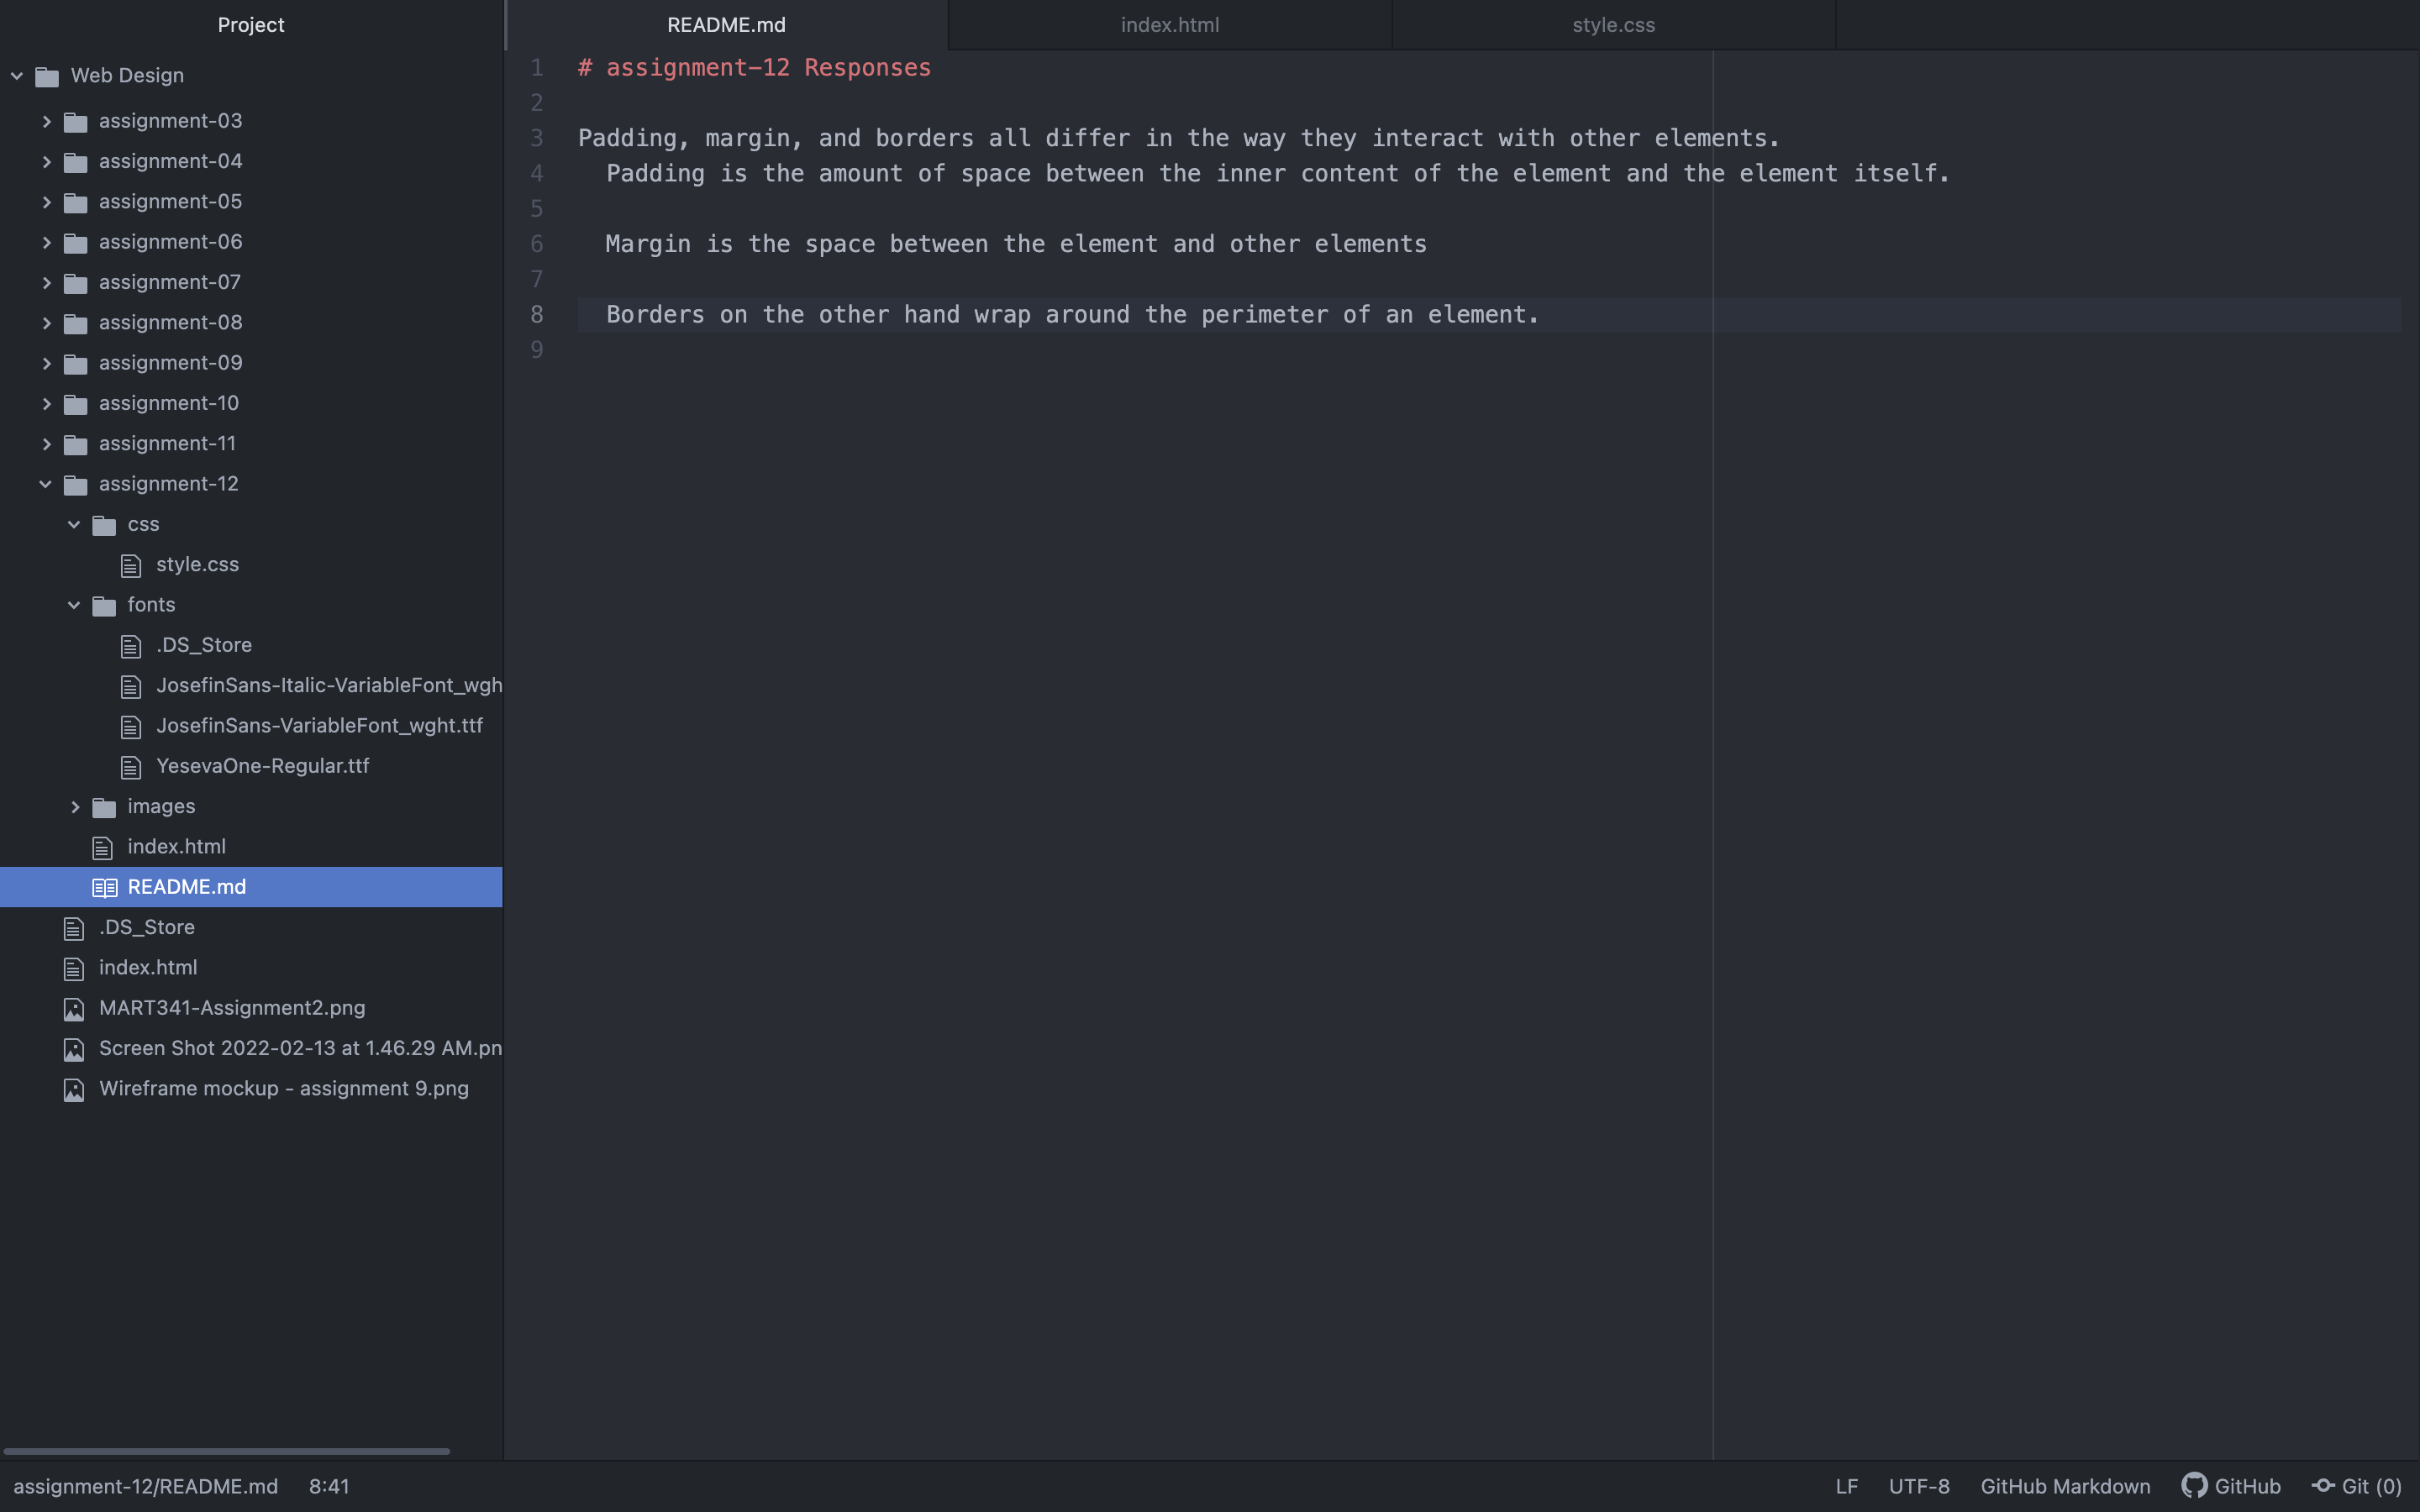 Project
README.md
index.html
style.css
Web Design
assignment-03
assignment-04
assignment-05
assignment-06
assignment-07
assignment-08
assignment-09
assignment-10
assignment-11
assignment-12
css
style.css
fonts
.DS_Store
JosefinSans-Italic-VariableFont_wgh
JosefinSans-VariableFont_wght.ttf
YesevaOne-Regular.ttf
images
index.html
README.md
.DS_Store
index.html
MART341-Assignment2.png
Screen Shot 2022-02-13 at 1.46.29 AM.pn
Wireframe mockup - assignment 9.png
1 # assignment-12 Responses
2
3 Padding, margin, and borders all differ in the way they interact with other elements.
4 Padding is the amount of space between the inner content of the element and the element itself.
5
6 Margin is the space between the element and other elements
7
8 Borders on the other hand wrap around the perimeter of an element.
9
assignment-12/README.md 8:41 LF UTF-8 GitHub Markdown GitHub Git (0)